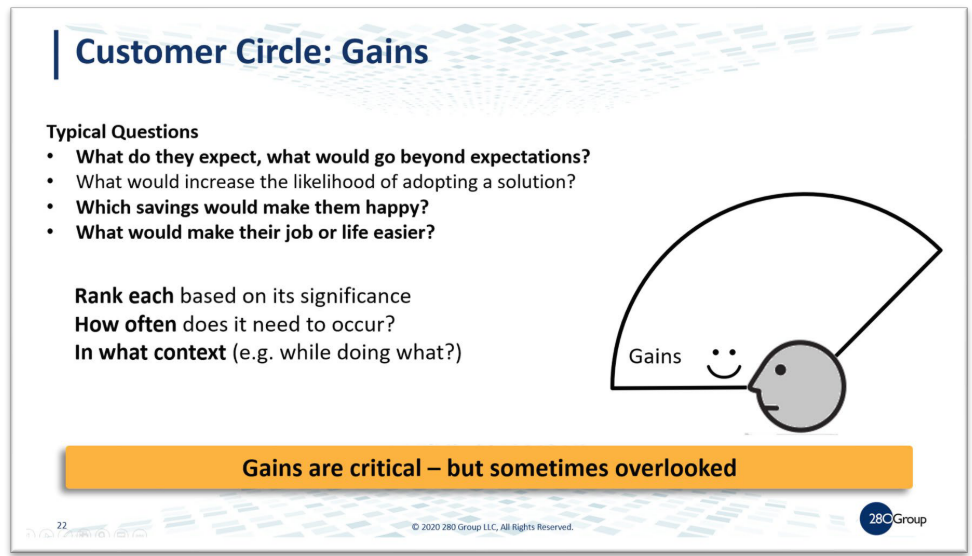 Customer Circle: Gains
Typical Questions
• What do they expect, what would go beyond expectations?
• What would increase the likelihood of adopting a solution?
• Which savings would make them happy?
• What would make their job or life easier?
Rank each based on its significance
How often does it need to occur?
In what context (e.g. while doing what?)
Gains
Gains are critical – but sometimes overlooked
22
© 2020 280 Group LLC, All Rights Reserved.
280Group